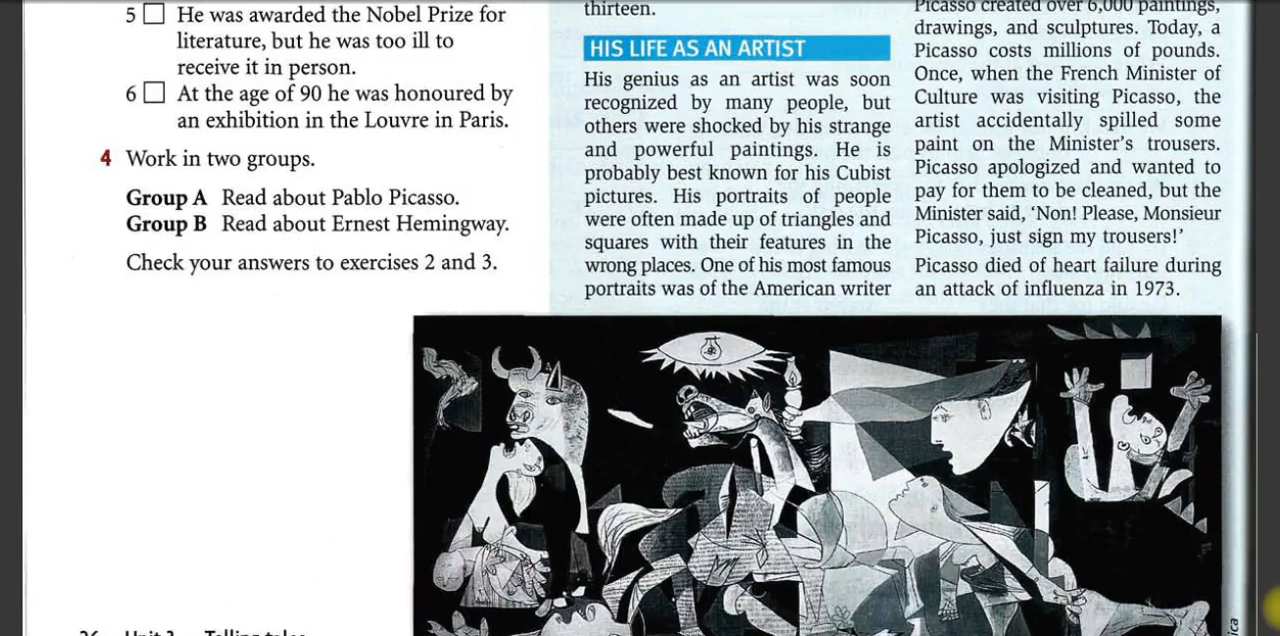 5 He was awarded the Nobel Prize for
literature, but he was too ill to
receive it in person.
6 At the age of 90 he was honoured by
an exhibition in the Louvre in Paris.
4 Work in two groups.
Group A Read about Pablo Picasso.
Group B Read about Ernest Hemingway.
Check your answers to exercises 2 and 3.
26 Unit 3 Telling tales
thirteen.
HIS LIFE AS AN ARTIST
His genius as an artist was soon
recognized by many people, but
others were shocked by his strange
and powerful paintings. He is
probably best known for his Cubist
pictures. His portraits of people
were often made up of triangles and
squares with their features in the
wrong places. One of his most famous
portraits was of the American writer
Picasso created over 6,000 paintings,
drawings, and sculptures. Today, a
Picasso costs millions of pounds.
Once, when the French Minister of
Culture was visiting Picasso, the
artist accidentally spilled some
paint on the Minister's trousers.
Picasso apologized and wanted to
pay for them to be cleaned, but the
Minister said, 'Non! Please, Monsieur
Picasso, just sign my trousers!'
Picasso died of heart failure during
an attack of influenza in 1973.